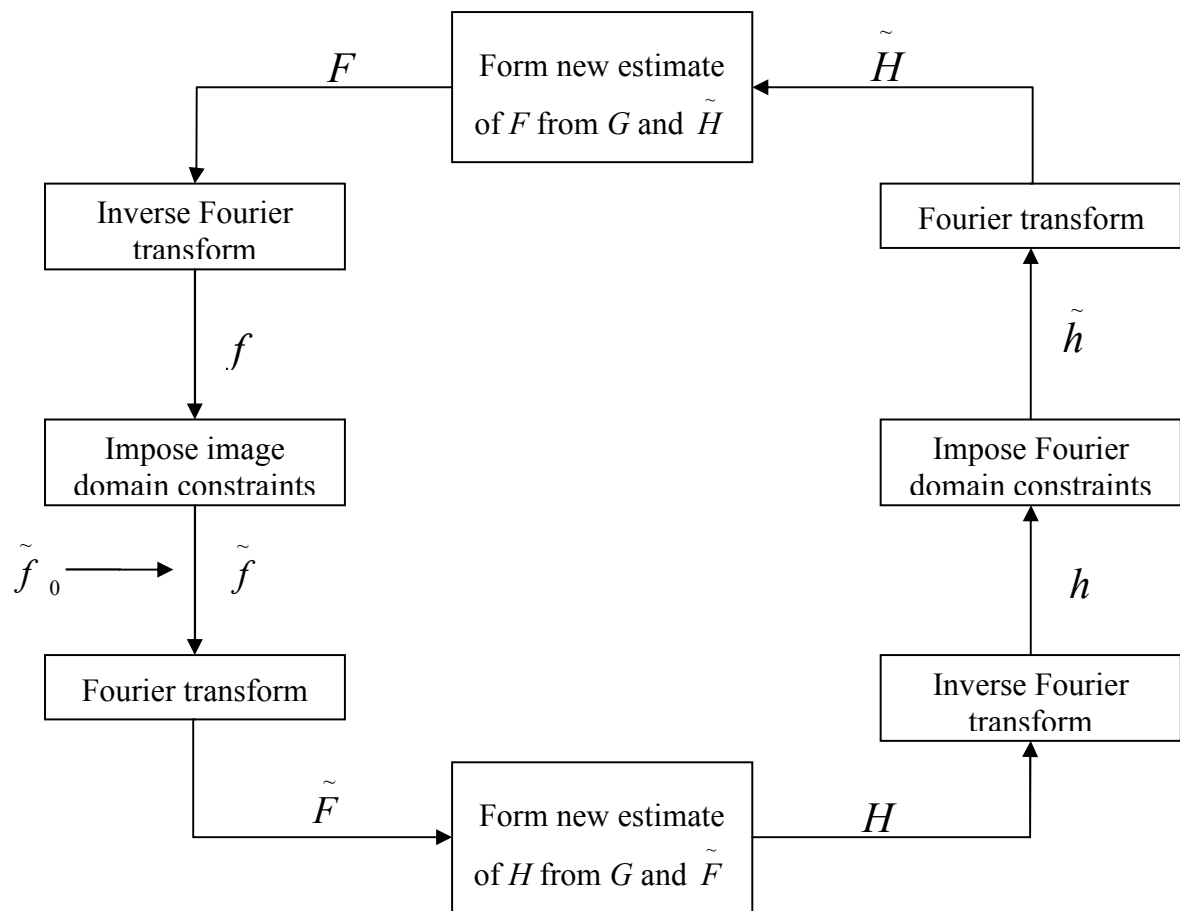 F
Form new estimate
of F from G and H̃
H̃
Inverse Fourier
transform
Fourier transform
f
h̃
Impose image
domain constraints
Impose Fourier
domain constraints
f̃ 0
f̃
h
Fourier transform
Inverse Fourier
transform
F̃
Form new estimate
of H from G and F̃
H